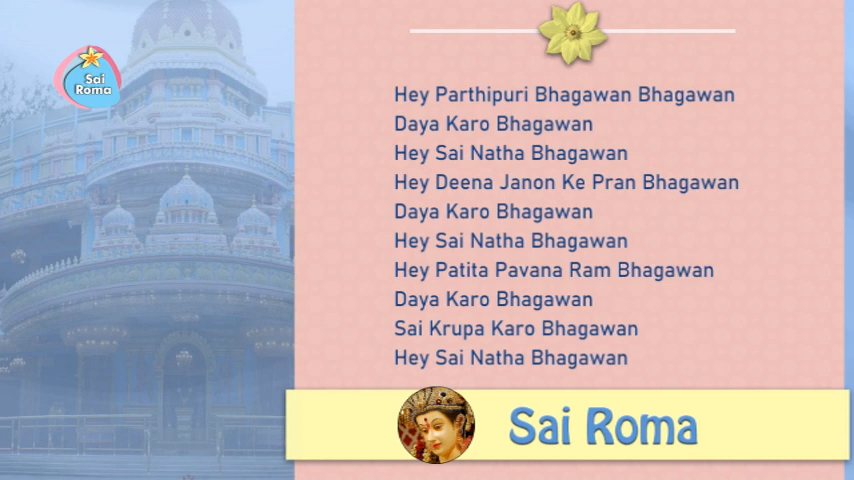 Sai
Roma
Hey Parthipuri Bhagawan Bhagawan
Daya Karo Bhagawan
Hey Sai Natha Bhagawan
Hey Deena Janon Ke Pran Bhagawan
Daya Karo Bhagawan
Hey Sai Natha Bhagawan
Hey Patita Pavana Ram Bhagawan
Daya Karo Bhagawan
Sai Krupa Karo Bhagawan
Hey Sai Natha Bhagawan
Sai Roma